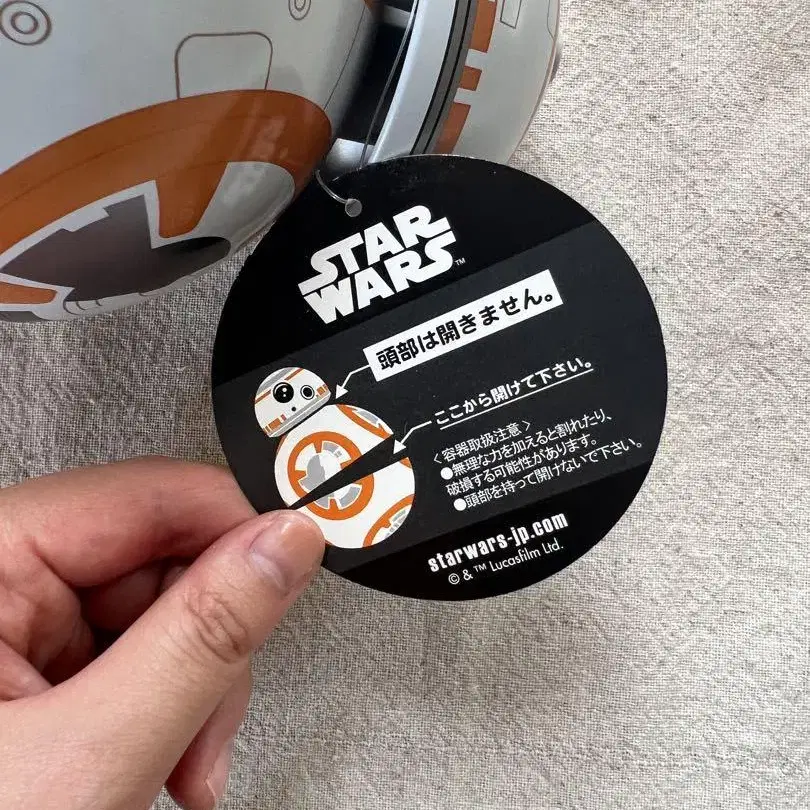 STAR
WARS™
頭部は開きません。
ここから開けて下さい。
〈容器取扱注意〉
●無理な力を加えると割れたり、
破損する可能性があります。
●頭部を持って開けないで下さい。
starwars-jp.com
© & ™ Lucasfilm Ltd.